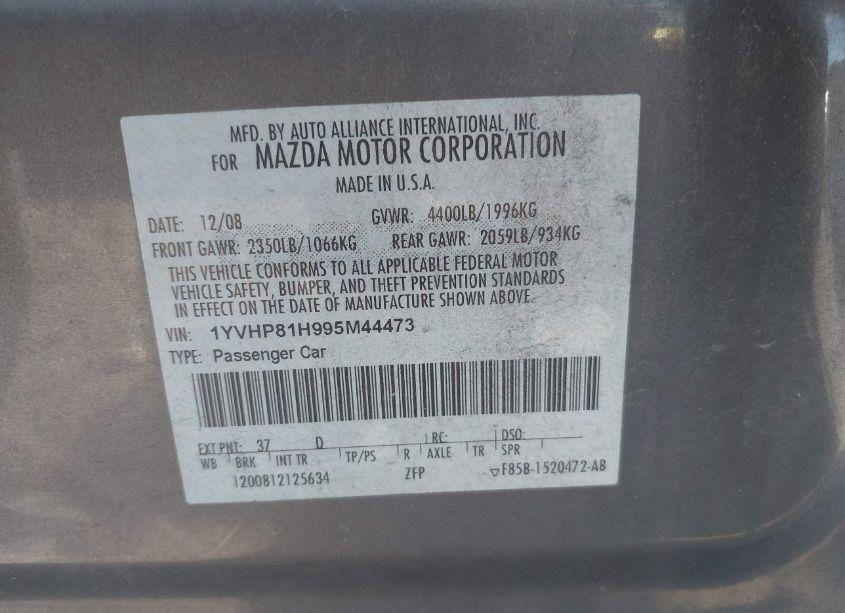 MFD. BY AUTO ALLIANCE INTERNATIONAL, INC.
FOR MAZDA MOTOR CORPORATION
MADE IN U.S.A.
DATE: 12/08 GVWR: 4400LB/1996KG
FRONT GAWR: 2350LB/1066KG REAR GAWR: 2059LB/934KG
THIS VEHICLE CONFORMS TO ALL APPLICABLE FEDERAL MOTOR
VEHICLE SAFETY, BUMPER, AND THEFT PREVENTION STANDARDS
IN EFFECT ON THE DATE OF MANUFACTURE SHOWN ABOVE.
VIN: 1YVHP81H995M44473
TYPE: Passenger Car
EXT PNT: 37 D RC: DSO:
WB BRK INT TR TP/PS R AXLE TR SPR
1200812125634 ZFP F85B-1520472-AB